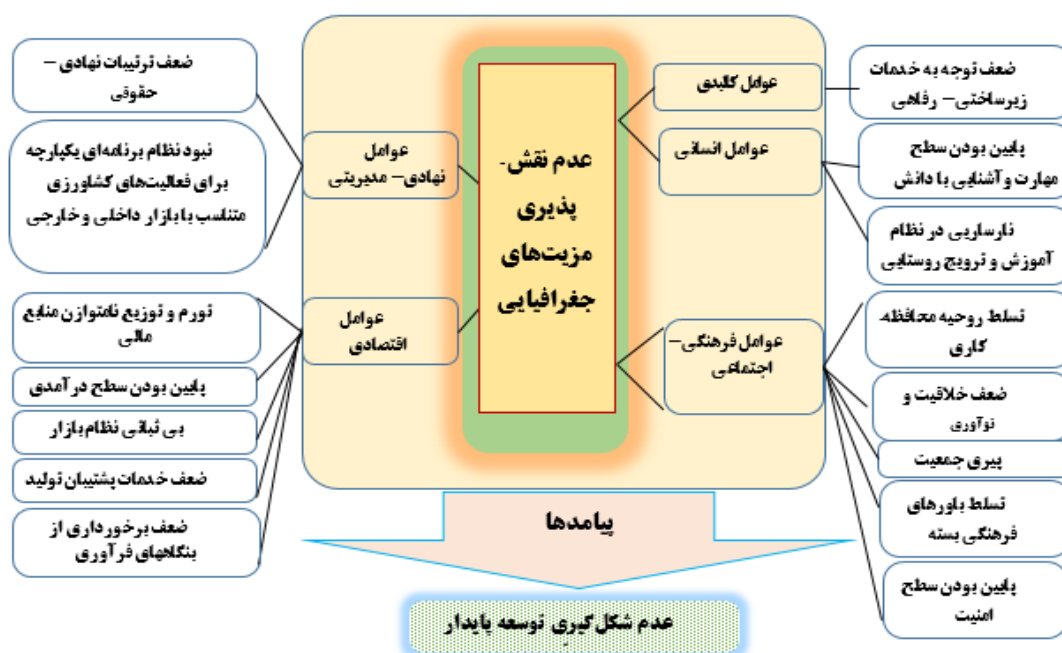 ضعف توجه به خدمات
زیرساختی– رفاهی
پایین بودن سطح
مهارت و آشنایی با دانش
نارسایی در نظام
آموزش و ترویج روستایی
تسلط روحیه محافظه‌
کاری
ضعف خلاقیت و
نوآوری
پیری جمعیت
تسلط باورهای
فرهنگی بسته
پایین بودن سطح
امنیت
عوامل کالبدی
عوامل انسانی
عوامل فرهنگی–
اجتماعی
عدم نقش-
پذیری
مزیت‌های
جغرافیایی
عوامل
نهادی– مدیریتی
عوامل
اقتصادی
ضعف ترتیبات نهادی –
حقوقی
نبود نظام برنامه‌ای یکپارچه
برای فعالیت‌های کشاورزی
متناسب با بازار داخلی و خارجی
تورم و توزیع نامتوازن منابع
مالی
پایین بودن سطح درآمدی
بی ثباتی نظام بازار
ضعف خدمات پشتیبان تولید
ضعف برخورداری از
بنگاههای فرآوری
پیامدها
عدم شکل‌گیری توسعه پایدار